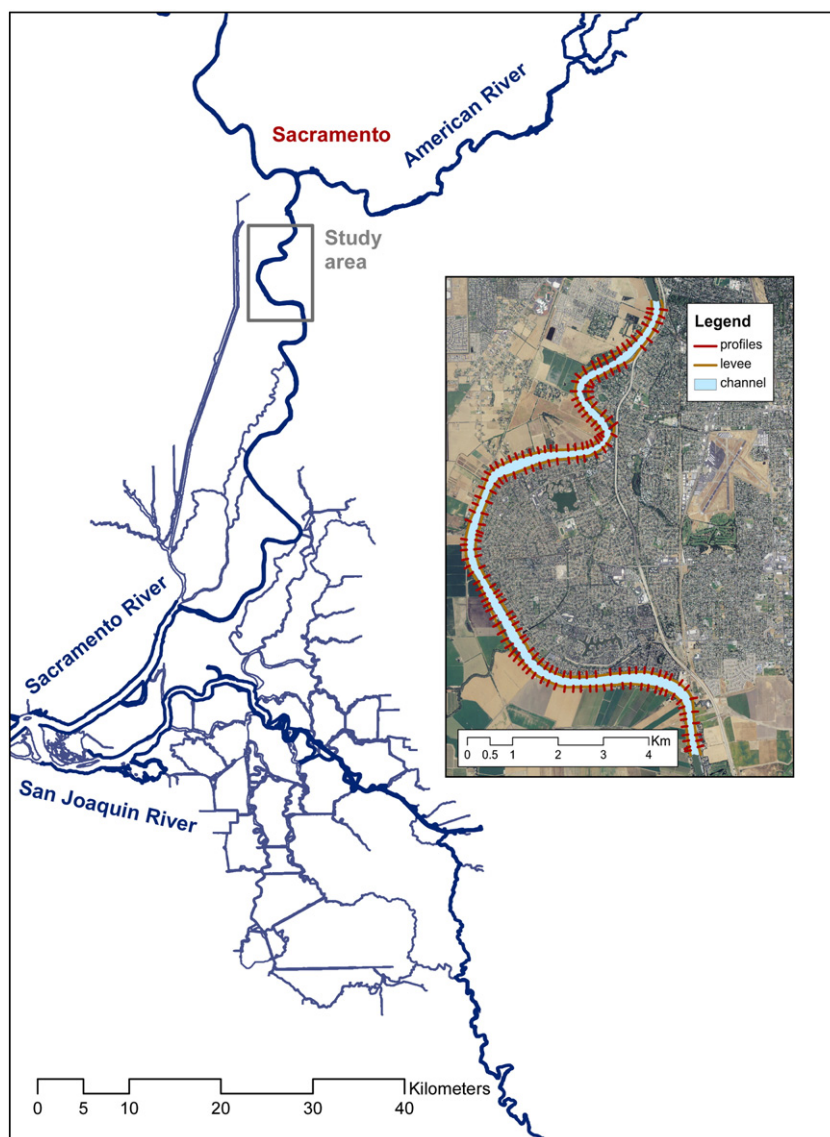 Sacramento
American River
Study
area
Legend
profiles
levee
channel
Km
0 0.5 1 2 3 4
Sacramento River
San Joaquin River
Kilometers
0 5 10 20 30 40